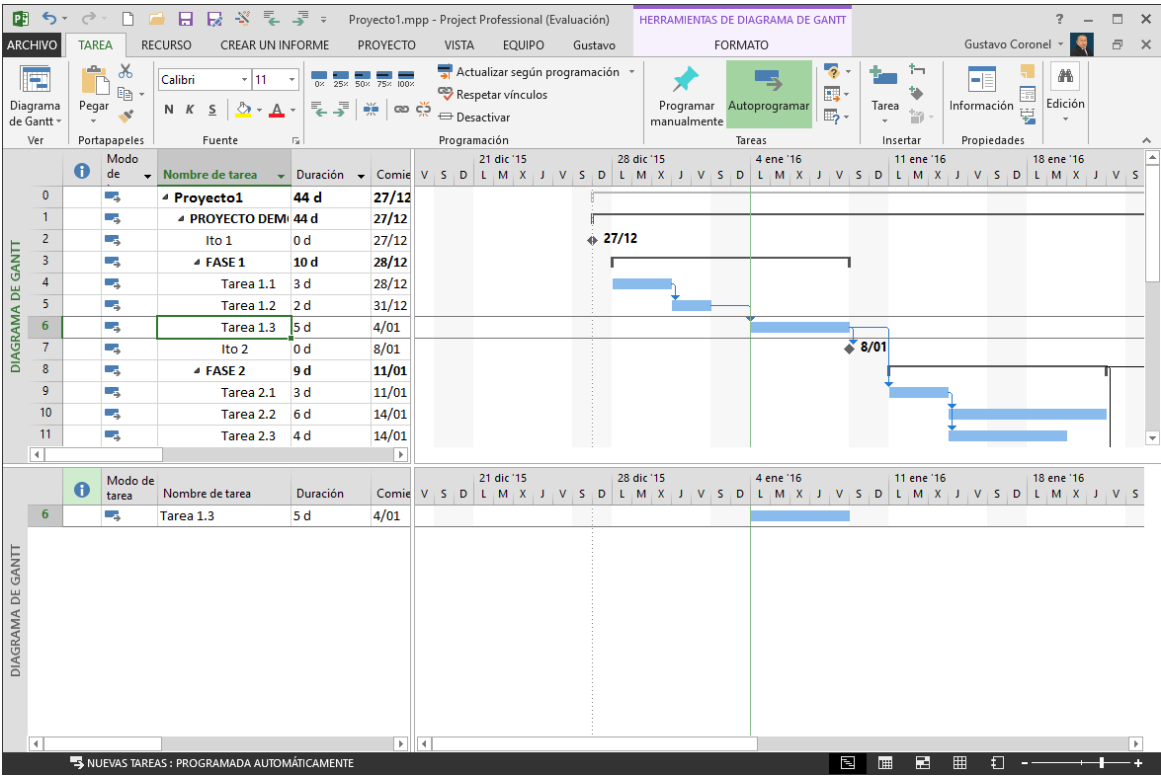 Proyecto1.mpp - Project Professional (Evaluación)
HERRAMIENTAS DE DIAGRAMA DE GANTT
ARCHIVO TAREA RECURSO CREAR UN INFORME PROYECTO VISTA EQUIPO Gustavo FORMATO Gustavo Coronel
Diagrama de Gantt
Ver
Pegar
Portapapeles
Calibri 11
N K S A
Fuente
0× 25× 50× 75× 100×
Actualizar según programación
Respetar vínculos
Desactivar
Programación
Programar manualmente
Autoprogramar
Tareas
Tarea
Insertar
Información
Propiedades
Edición
DIAGRAMA DE GANTT
21 dic '15 28 dic '15 4 ene '16 11 ene '16 18 ene '16
Modo de Nombre de tarea Duración Comie V S D L M X J V S D L M X J V S D L M X J V S D L M X J V S D L M X J V S
0 Proyecto1 44 d 27/12
1 PROYECTO DEM 44 d 27/12
2 Ito 1 0 d 27/12 27/12
3 FASE 1 10 d 28/12
4 Tarea 1.1 3 d 28/12
5 Tarea 1.2 2 d 31/12
6 Tarea 1.3 5 d 4/01
7 Ito 2 0 d 8/01 8/01
8 FASE 2 9 d 11/01
9 Tarea 2.1 3 d 11/01
10 Tarea 2.2 6 d 14/01
11 Tarea 2.3 4 d 14/01
DIAGRAMA DE GANTT
21 dic '15 28 dic '15 4 ene '16 11 ene '16 18 ene '16
Modo de tarea Nombre de tarea Duración Comie V S D L M X J V S D L M X J V S D L M X J V S D L M X J V S D L M X J V S
6 Tarea 1.3 5 d 4/01
NUEVAS TAREAS : PROGRAMADA AUTOMÁTICAMENTE